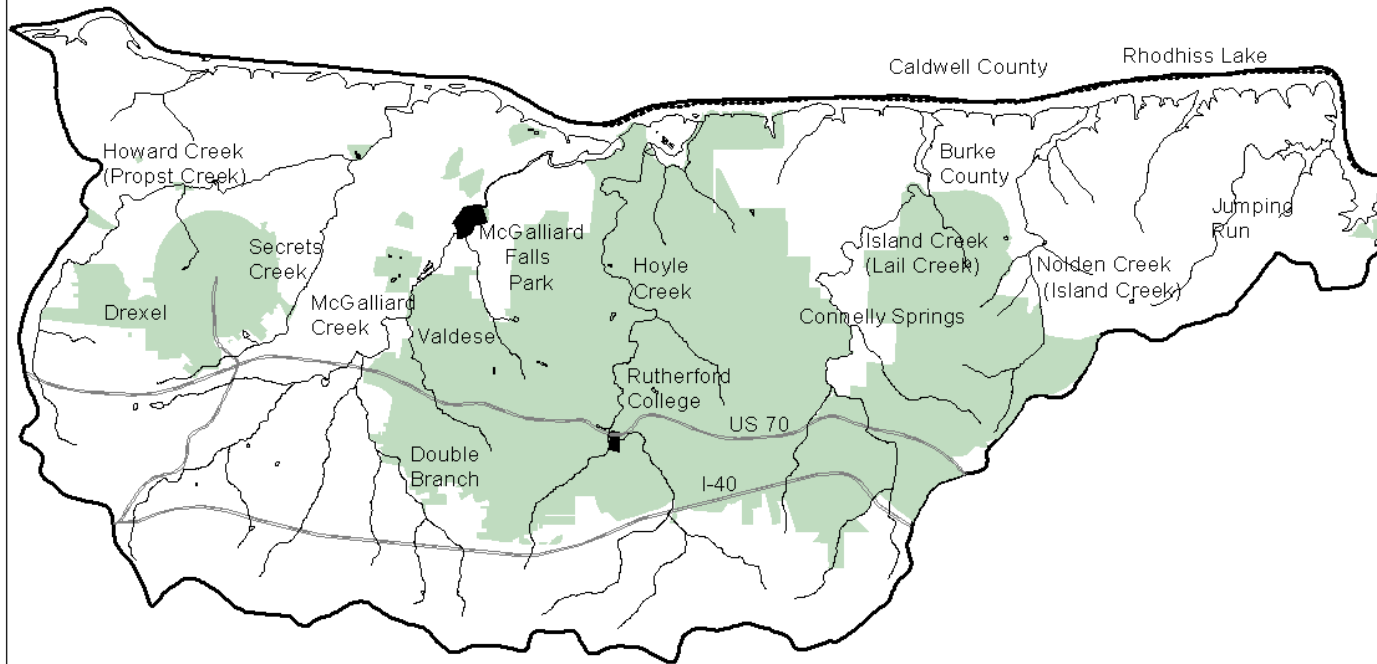 Caldwell County
Rhodhiss Lake
Howard Creek
(Propst Creek)
Burke
County
Secrets
Creek
McGalliard
Falls
Park
Hoyle
Creek
Island Creek
(Lail Creek)
Jumping
Run
Nolden Creek
(Island Creek)
Drexel
McGalliard
Creek
Valdese
Connelly Springs
Rutherford
College
US 70
Double
Branch
I-40